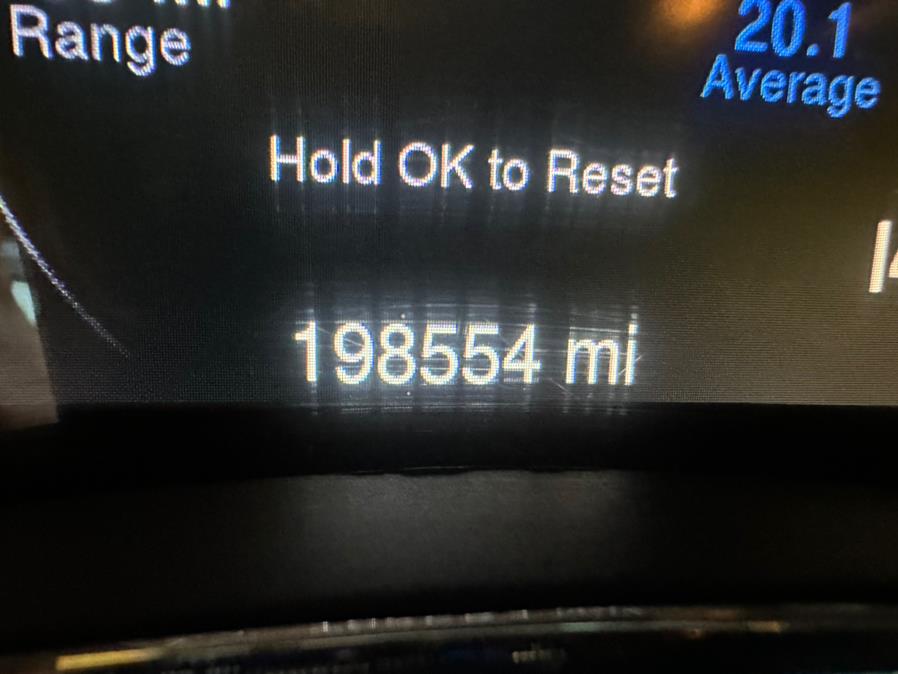 Range
20.1
Average
Hold OK to Reset
198554 mi